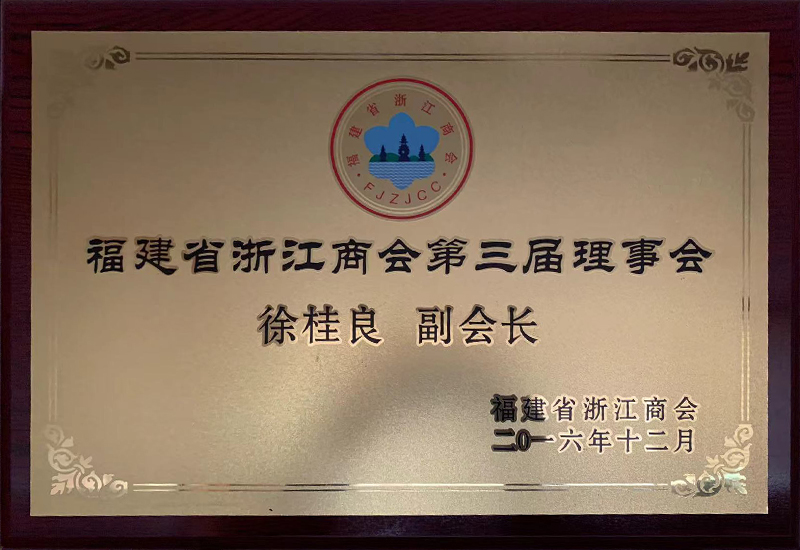 福建省浙江商会
·FJZJCC·
福建省浙江商会第三届理事会
徐桂良 副会长
福建省浙江商会
二〇一六年十二月